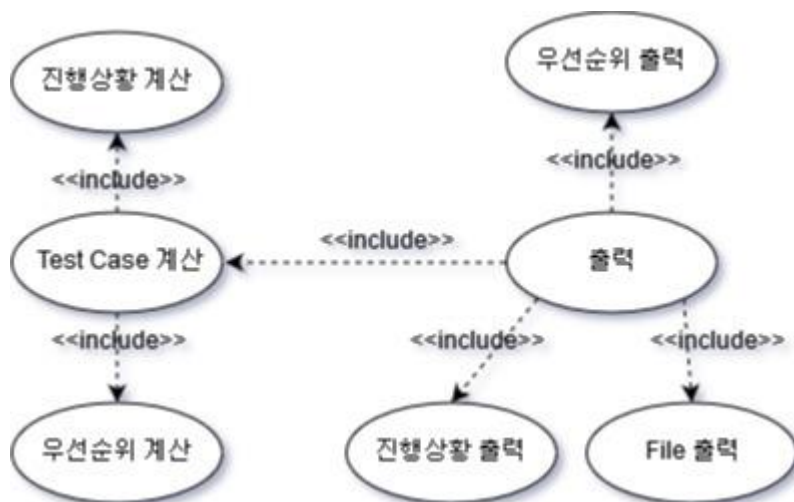 우선순위 출력
진행상황 계산
<<include>>
<<include>>
<<include>>
Test Case 계산
출력
<<include>>
<<include>>
<<include>>
우선순위 계산
진행상황 출력
File 출력